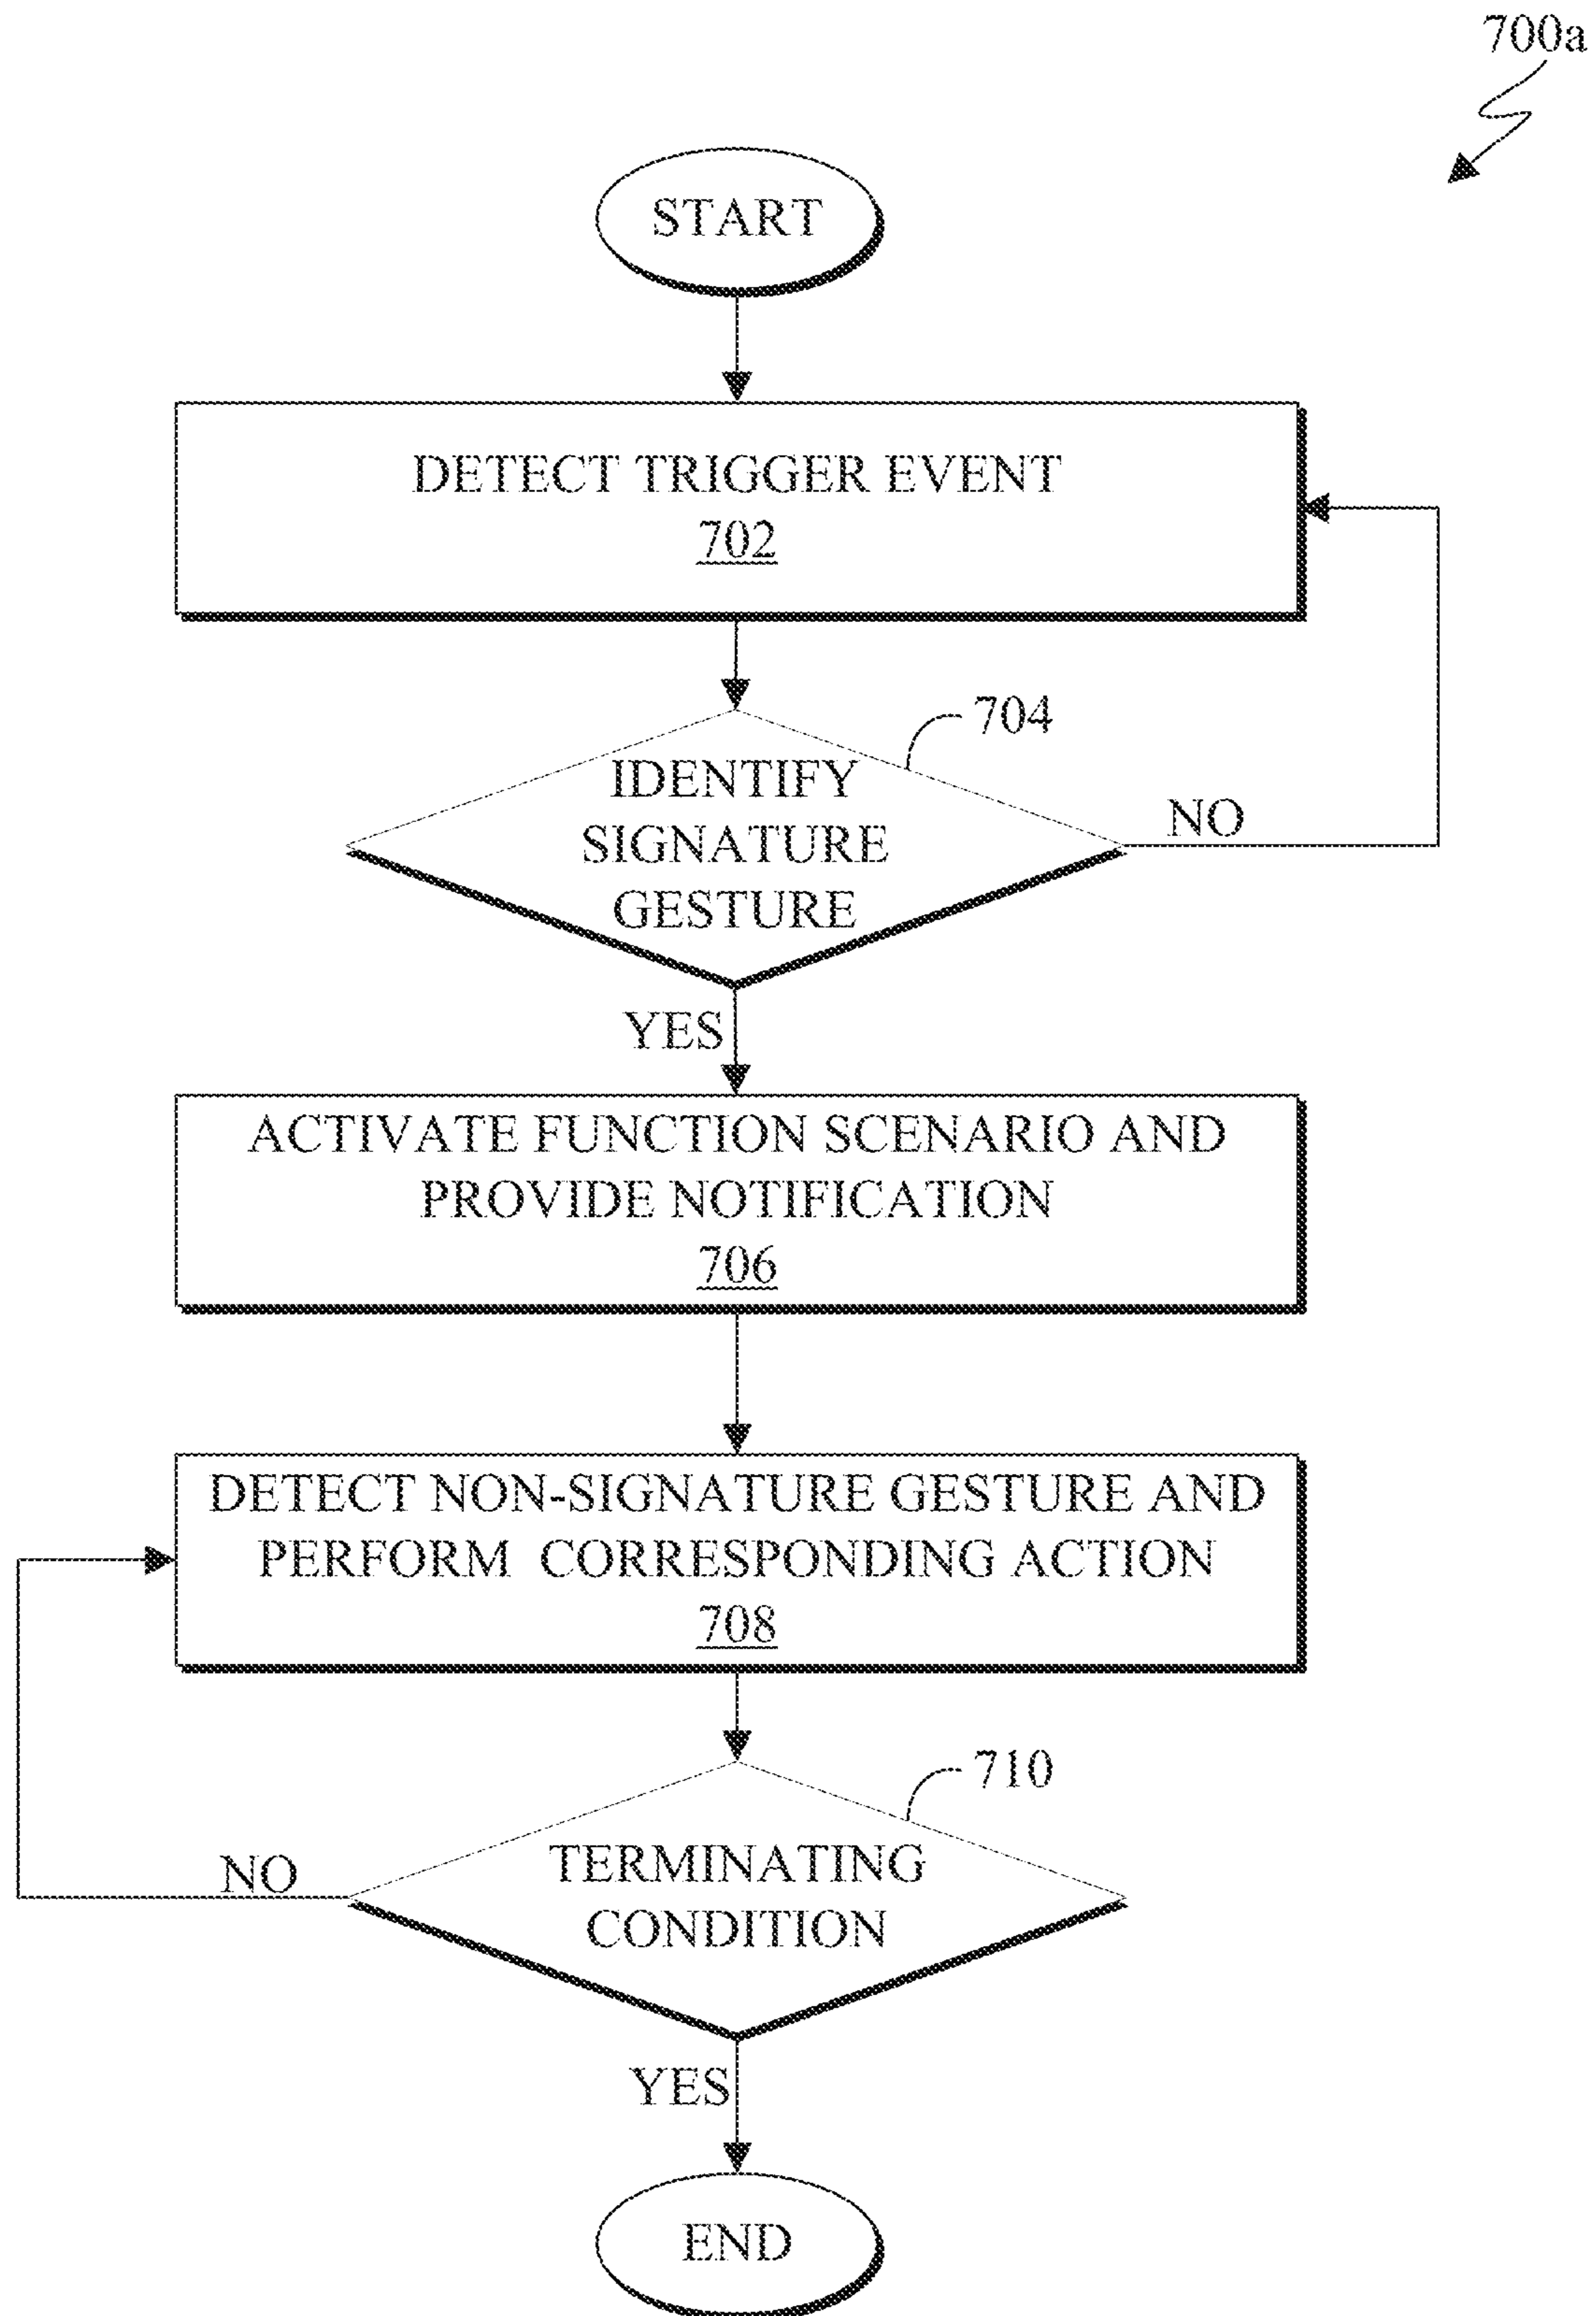 700a
START
DETECT TRIGGER EVENT
702
704
IDENTIFY
SIGNATURE
GESTURE
NO
YES
ACTIVATE FUNCTION SCENARIO AND
PROVIDE NOTIFICATION
706
DETECT NON-SIGNATURE GESTURE AND
PERFORM CORRESPONDING ACTION
708
710
TERMINATING
CONDITION
NO
YES
END